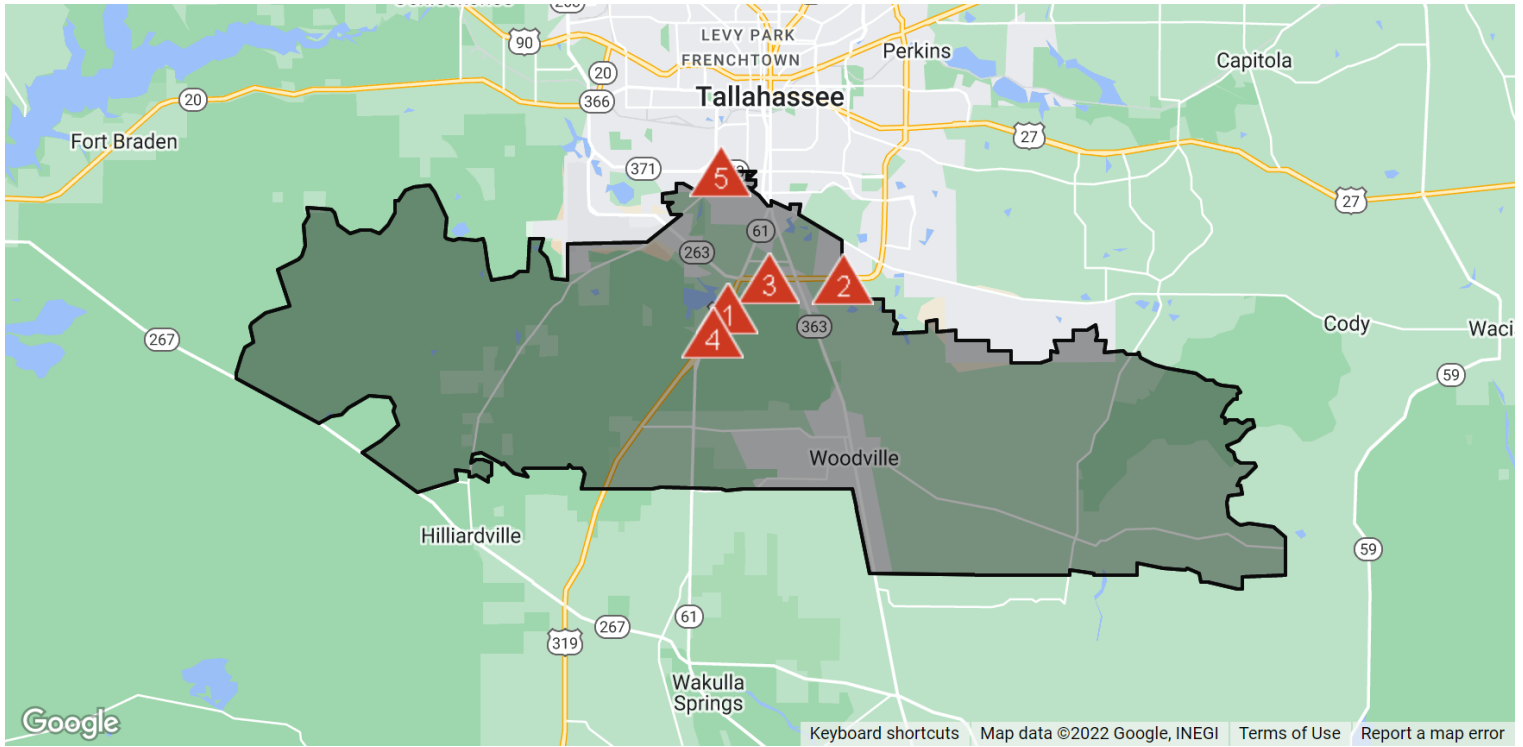 90
LEVY PARK
FRENCHTOWN
Perkins
Capitola
20
366
20
Tallahassee
27
Fort Braden
371
5
27
61
263
3
2
1
4
363
267
Cody
59
Woodville
Hilliardville
59
61
267
319
Wakulla
Springs
Google
Keyboard shortcuts Map data ©2022 Google, INEGI Terms of Use Report a map error